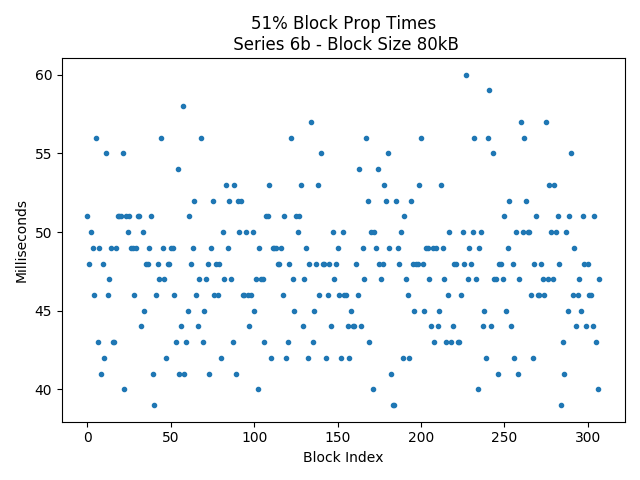 51% Block Prop Times
Series 6b - Block Size 80kB
60
55
50
45
40
Milliseconds
0 50 100 150 200 250 300
Block Index